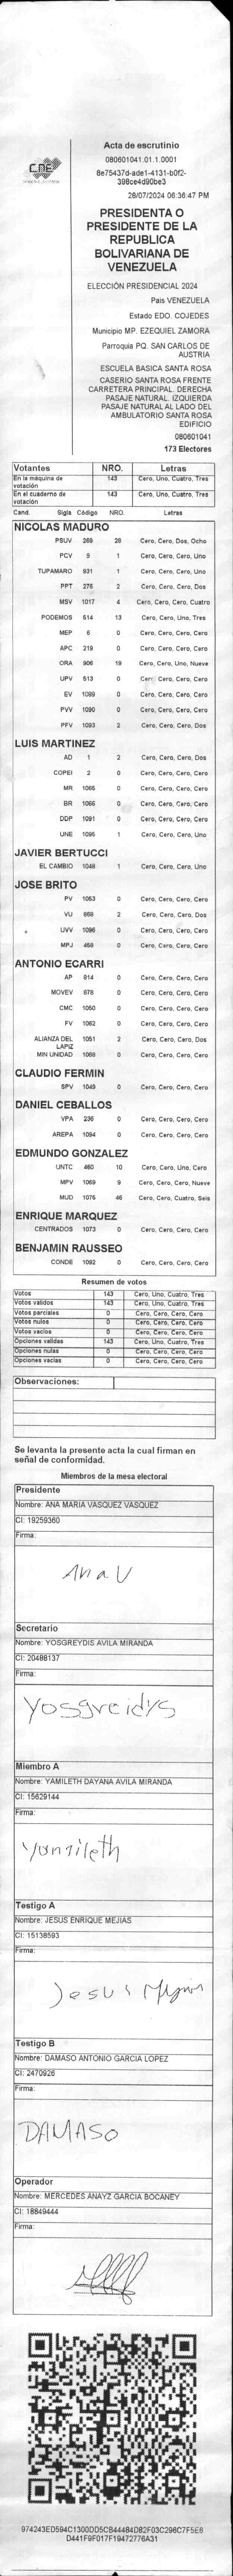 CNE
Acta de escrutinio
080601041.01.1.0001
8e75437d-ade1-4131-b0f2-
398ce4d90be3
28/07/2024 06:36:47 PM
PRESIDENTA O
PRESIDENTE DE LA
REPUBLICA
BOLIVARIANA DE
VENEZUELA
ELECCIÓN PRESIDENCIAL 2024
Pais VENEZUELA
Estado EDO. COJEDES
Municipio MP. EZEQUIEL ZAMORA
Parroquia PQ. SAN CARLOS DE
AUSTRIA
ESCUELA BASICA SANTA ROSA
CASERIO SANTA ROSA FRENTE
CARRETERA PRINCIPAL. DERECHA
PASAJE NATURAL. IZQUIERDA
PASAJE NATURAL AL LADO DEL
AMBULATORIO SANTA ROSA
EDIFICIO
080601041
173 Electores
Votantes NRO. Letras
En la máquina de votación 143 Cero, Uno, Cuatro, Tres
En el cuaderno de votación 143 Cero, Uno, Cuatro, Tres
Cand. Sigla Código NRO. Letras
NICOLAS MADURO
PSUV 269 28 Cero, Cero, Dos, Ocho
PCV 9 1 Cero, Cero, Cero, Uno
TUPAMARO 931 1 Cero, Cero, Cero, Uno
PPT 276 2 Cero, Cero, Cero, Dos
MSV 1017 4 Cero, Cero, Cero, Cuatro
PODEMOS 514 13 Cero, Cero, Uno, Tres
MEP 6 0 Cero, Cero, Cero, Cero
APC 219 0 Cero, Cero, Cero, Cero
ORA 906 19 Cero, Cero, Uno, Nueve
UPV 513 0 Cero, Cero, Cero, Cero
EV 1099 0 Cero, Cero, Cero, Cero
PVV 1090 0 Cero, Cero, Cero, Cero
PFV 1093 2 Cero, Cero, Cero, Dos
LUIS MARTINEZ
AD 1 2 Cero, Cero, Cero, Dos
COPEI 2 0 Cero, Cero, Cero, Cero
MR 1065 0 Cero, Cero, Cero, Cero
BR 1066 0 Cero, Cero, Cero, Cero
DDP 1091 0 Cero, Cero, Cero, Cero
UNE 1095 1 Cero, Cero, Cero, Uno
JAVIER BERTUCCI
EL CAMBIO 1048 1 Cero, Cero, Cero, Uno
JOSE BRITO
PV 1053 0 Cero, Cero, Cero, Cero
VU 868 2 Cero, Cero, Cero, Dos
UVV 1096 0 Cero, Cero, Cero, Cero
MPJ 458 0 Cero, Cero, Cero, Cero
ANTONIO ECARRI
AP 914 0 Cero, Cero, Cero, Cero
MOVEV 878 0 Cero, Cero, Cero, Cero
CMC 1050 0 Cero, Cero, Cero, Cero
FV 1062 0 Cero, Cero, Cero, Cero
ALIANZA DEL LAPIZ 1051 2 Cero, Cero, Cero, Dos
MIN UNIDAD 1068 0 Cero, Cero, Cero, Cero
CLAUDIO FERMIN
SPV 1049 0 Cero, Cero, Cero, Cero
DANIEL CEBALLOS
VPA 236 0 Cero, Cero, Cero, Cero
AREPA 1094 0 Cero, Cero, Cero, Cero
EDMUNDO GONZALEZ
UNTC 460 10 Cero, Cero, Uno, Cero
MPV 1069 9 Cero, Cero, Cero, Nueve
MUD 1075 46 Cero, Cero, Cuatro, Seis
ENRIQUE MARQUEZ
CENTRADOS 1073 0 Cero, Cero, Cero, Cero
BENJAMIN RAUSSEO
CONDE 1092 0 Cero, Cero, Cero, Cero
Resumen de votos
Votos 143 Cero, Uno, Cuatro, Tres
Votos validos 143 Cero, Uno, Cuatro, Tres
Votos parciales 0 Cero, Cero, Cero, Cero
Votos nulos 0 Cero, Cero, Cero, Cero
Votos vacíos 0 Cero, Cero, Cero, Cero
Opciones validas 143 Cero, Uno, Cuatro, Tres
Opciones nulas 0 Cero, Cero, Cero, Cero
Opciones vacías 0 Cero, Cero, Cero, Cero
Observaciones:
Se levanta la presente acta la cual firman en
señal de conformidad.
Miembros de la mesa electoral
Presidente
Nombre: ANA MARIA VASQUEZ VASQUEZ
CI: 19259360
Firma:
Ana V
Secretario
Nombre: YOSGREYDIS AVILA MIRANDA
CI: 20488137
Firma:
Yosgreidys
Miembro A
Nombre: YAMILETH DAYANA AVILA MIRANDA
CI: 15629144
Firma:
Yamileth
Testigo A
Nombre: JESUS ENRIQUE MEJIAS
CI: 15138593
Firma:
Jesus Mejias
Testigo B
Nombre: DAMASO ANTONIO GARCIA LOPEZ
CI: 2470926
Firma:
DAMASO
Operador
Nombre: MERCEDES ANAYZ GARCIA BOCANEY
CI: 18849444
Firma:
974243ED594C1300DD5CB44484D82F03C296C7F5E6
D441F9F017F19472776A31